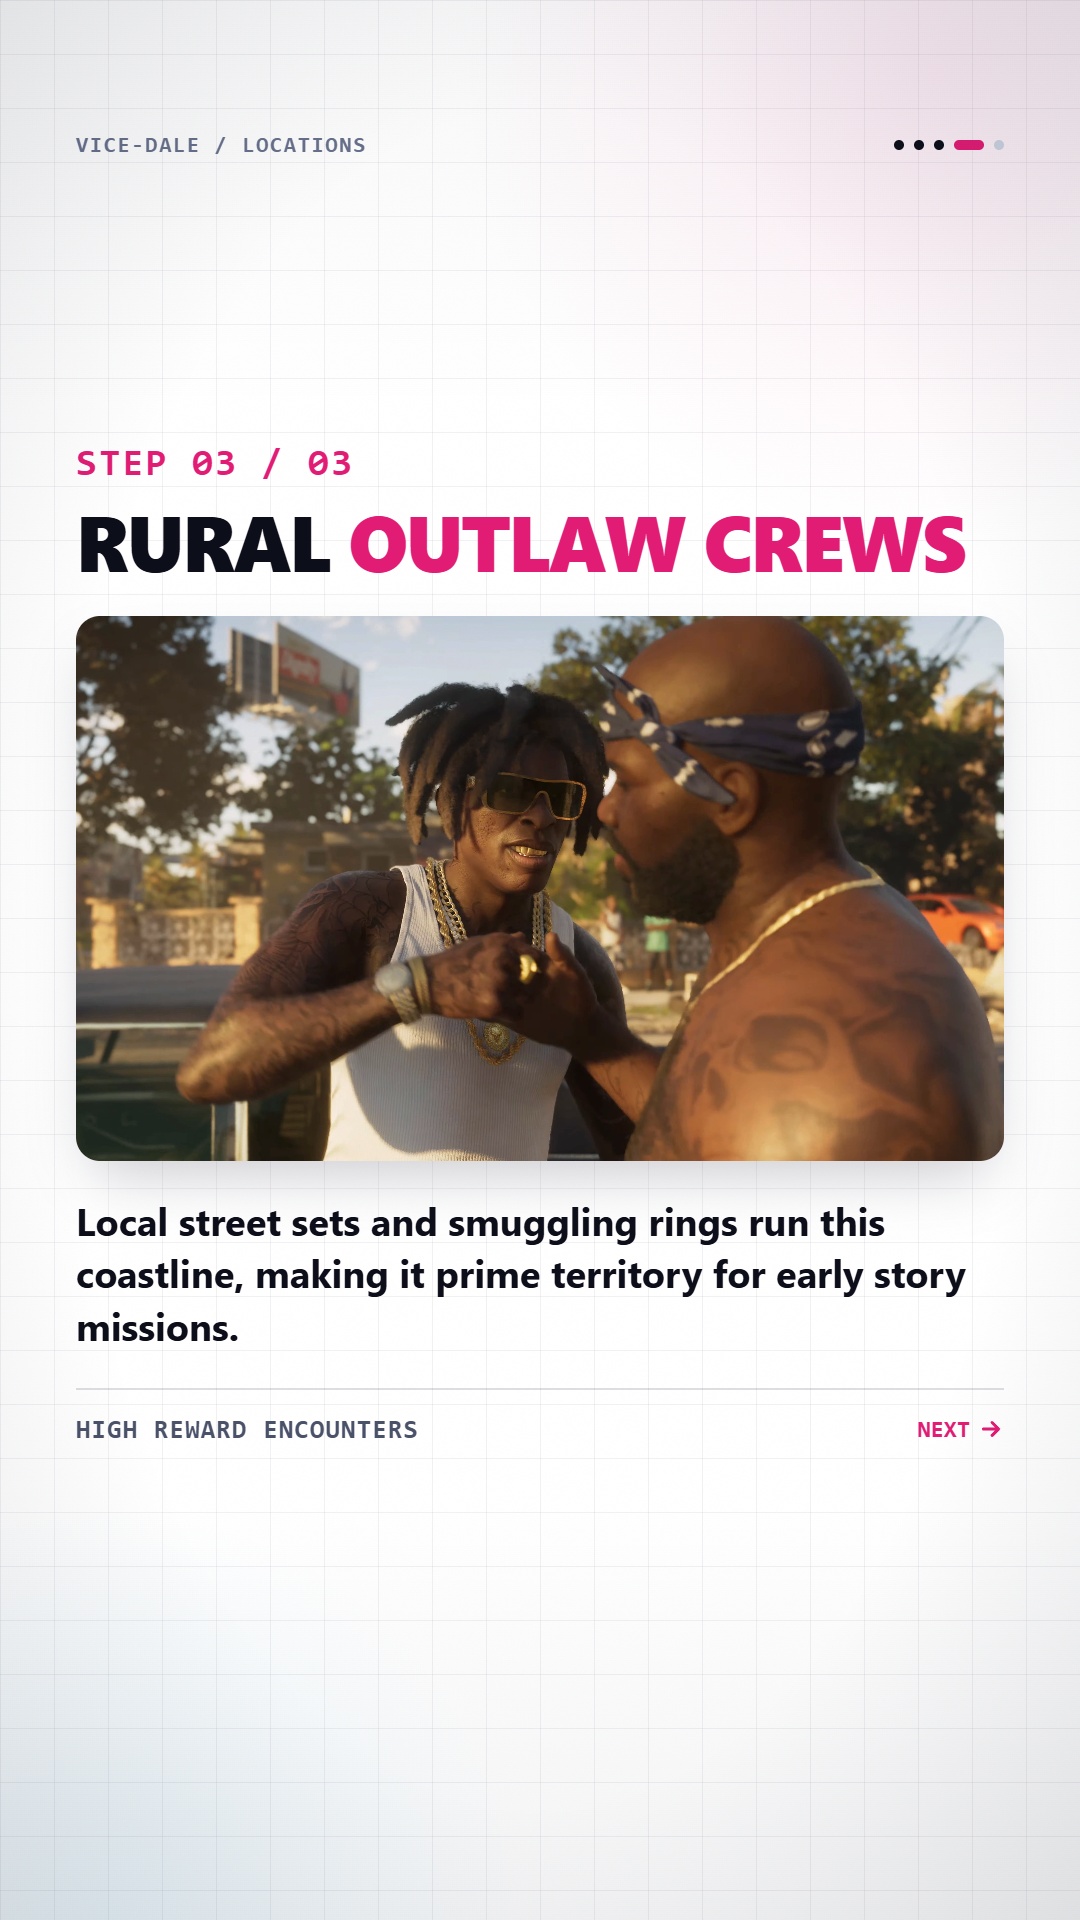 VICE-DALE / LOCATIONS
STEP 03 / 03
RURAL OUTLAW CREWS
Local street sets and smuggling rings run this
coastline, making it prime territory for early story
missions.
HIGH REWARD ENCOUNTERS
NEXT →